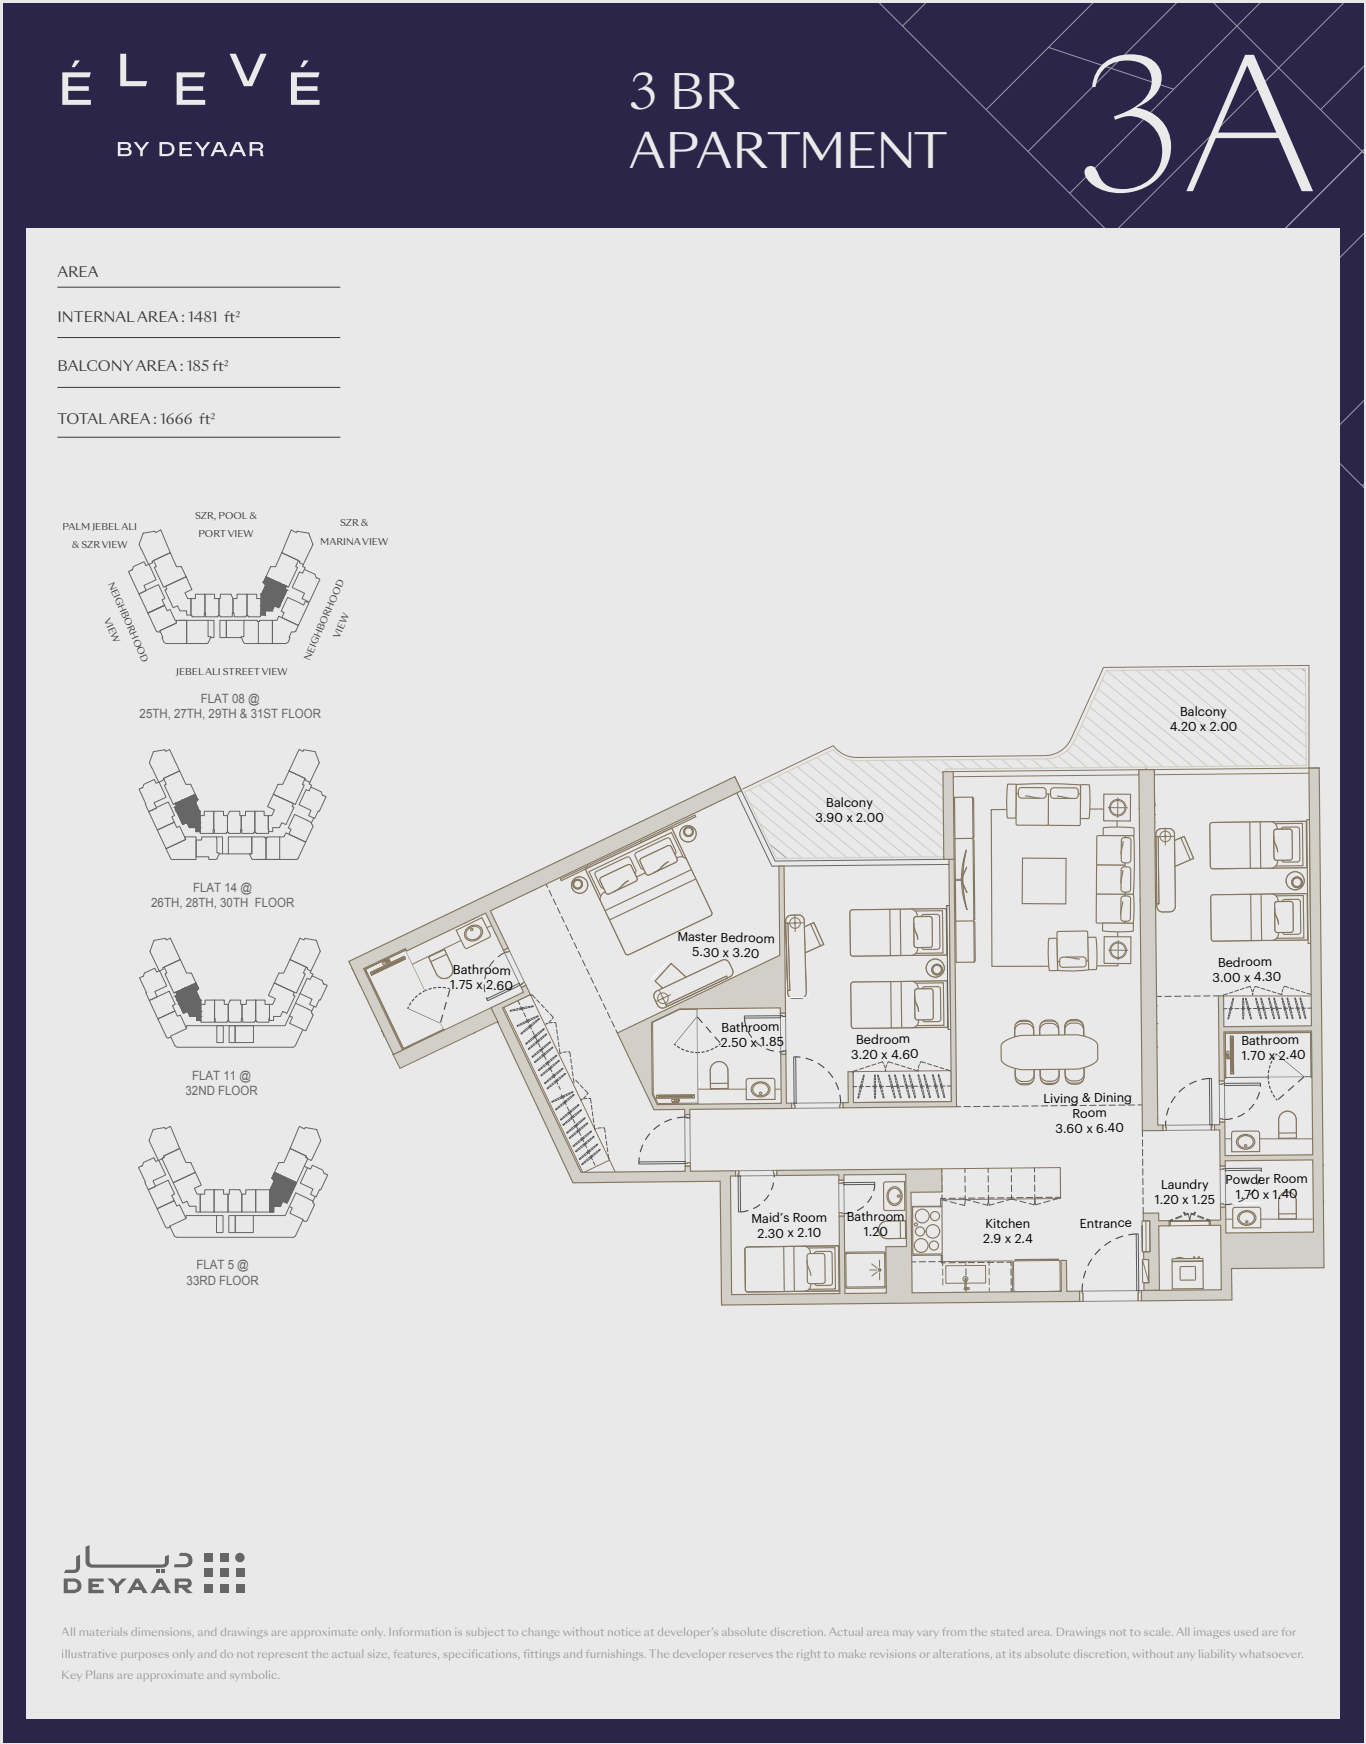 ÉLEVÉ
BY DEYAAR
3 BR
APARTMENT
3A
AREA
INTERNAL AREA : 1481 ft²
BALCONY AREA : 185 ft²
TOTAL AREA : 1666 ft²
PALM JEBEL ALI
& SZR VIEW
SZR, POOL &
PORT VIEW
SZR &
MARINA VIEW
NEIGHBORHOOD
VIEW
NEIGHBORHOOD
VIEW
JEBEL ALI STREET VIEW
FLAT 08 @
25TH, 27TH, 29TH & 31ST FLOOR
FLAT 14 @
26TH, 28TH, 30TH FLOOR
FLAT 11 @
32ND FLOOR
FLAT 5 @
33RD FLOOR
Balcony
4.20 x 2.00
Balcony
3.90 x 2.00
Master Bedroom
5.30 x 3.20
Bathroom
1.75 x 2.60
Bedroom
3.00 x 4.30
Bathroom
2.50 x 1.85
Bedroom
3.20 x 4.60
Bathroom
1.70 x 2.40
Living & Dining
Room
3.60 x 6.40
Laundry
1.20 x 1.25
Powder Room
1.70 x 1.40
Maid's Room
2.30 x 2.10
Bathroom
1.20
Kitchen
2.9 x 2.4
Entrance
ديار
DEYAAR
All materials dimensions, and drawings are approximate only. Information is subject to change without notice at developer's absolute discretion. Actual area may vary from the stated area. Drawings not to scale. All images used are for
illustrative purposes only and do not represent the actual size, features, specifications, fittings and furnishings. The developer reserves the right to make revisions or alterations, at its absolute discretion, without any liability whatsoever.
Key Plans are approximate and symbolic.